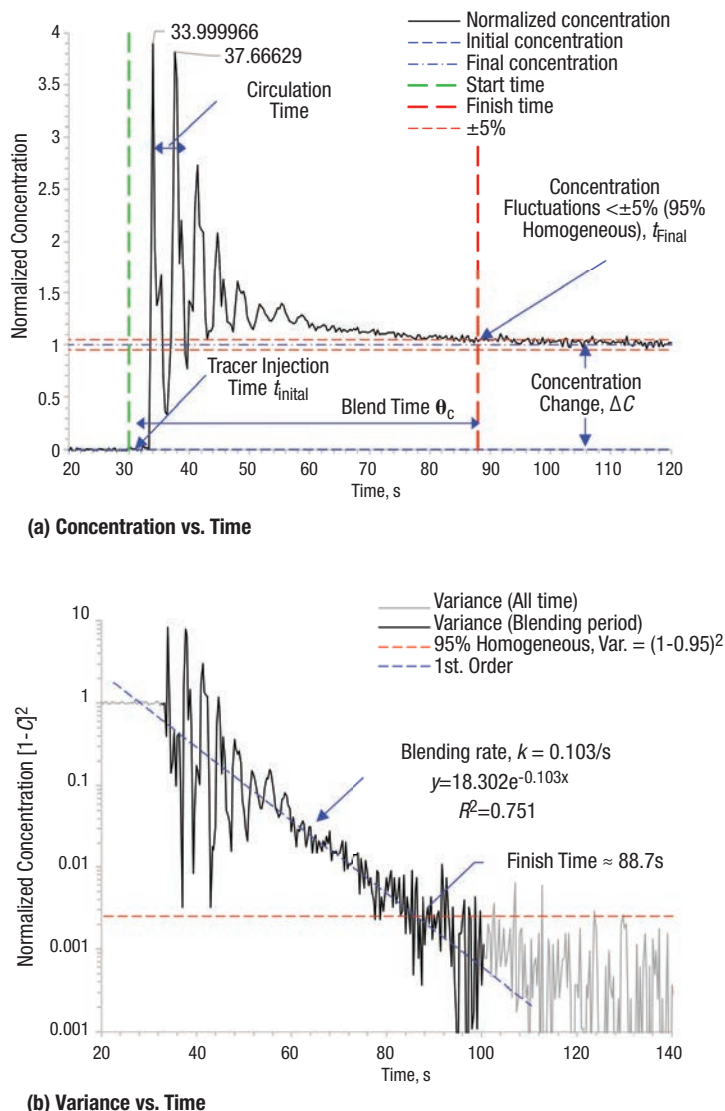 33.999966
37.66629
Circulation
Time
Normalized concentration
Initial concentration
Final concentration
Start time
Finish time
±5%
Concentration
Fluctuations <±5% (95%
Homogeneous), tFinal
Tracer Injection
Time tinital
Blend Time θc
Concentration
Change, ΔC
Normalized Concentration
4
3.5
3
2.5
2
1.5
1
0.5
0
20 30 40 50 60 70 80 90 100 110 120
Time, s
(a) Concentration vs. Time
Variance (All time)
Variance (Blending period)
95% Homogeneous, Var. = (1-0.95)2
1st. Order
Blending rate, k = 0.103/s
y=18.302e-0.103x
R2=0.751
Finish Time ≈ 88.7s
Normalized Concentration [1-C]2
10
1
0.1
0.01
0.001
0.001
20 40 60 80 100 120 140
Time, s
(b) Variance vs. Time